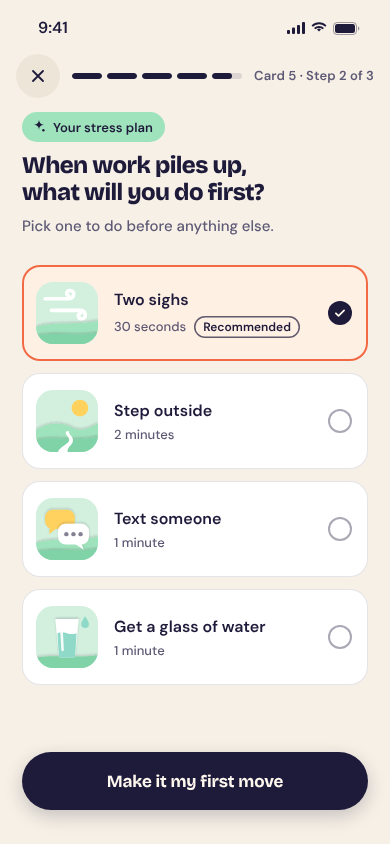 9:41
Card 5 · Step 2 of 3
Your stress plan
When work piles up,
what will you do first?
Pick one to do before anything else.
Two sighs
30 seconds Recommended
Step outside
2 minutes
Text someone
1 minute
Get a glass of water
1 minute
Make it my first move